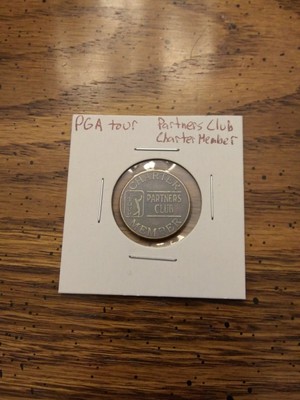 PGA tour Partners Club
Charter Member
CHARTER
PARTNERS
CLUB
MEMBER